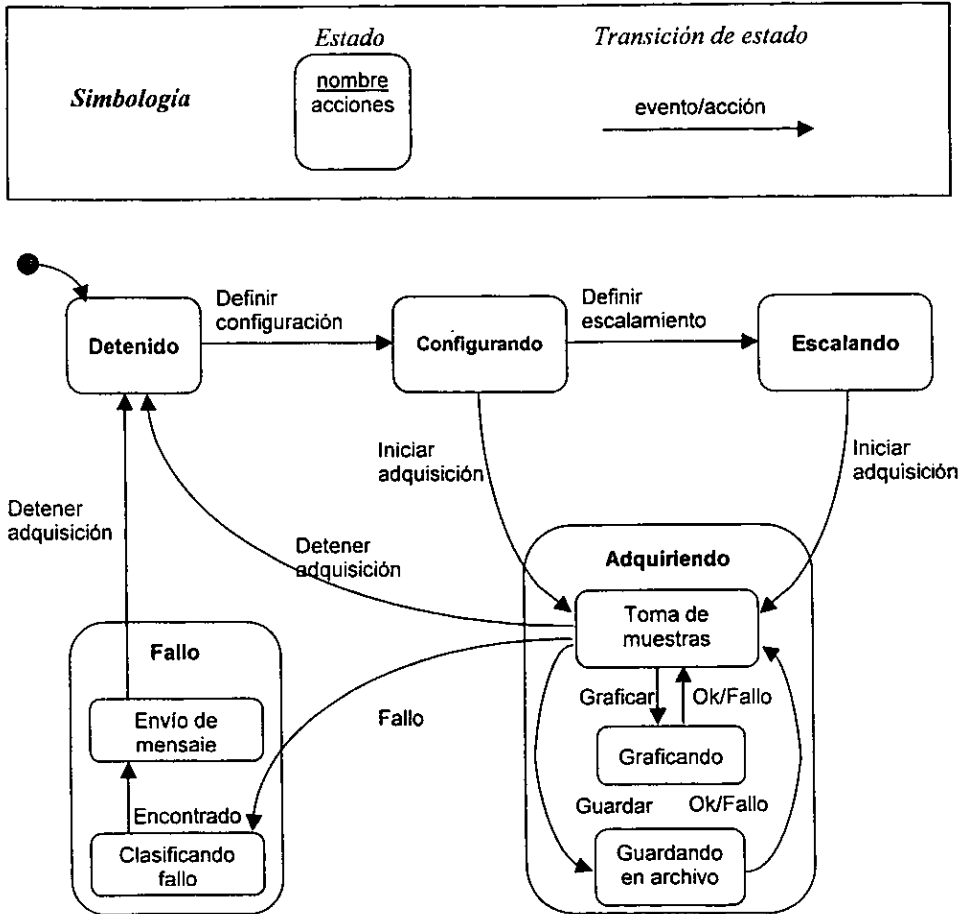 Estado
Transición de estado
Simbología
nombre
acciones
evento/acción
Definir
configuración
Definir
escalamiento
Detenido
Configurando
Escalando
Iniciar
adquisición
Iniciar
adquisición
Detener
adquisición
Detener
adquisición
Adquiriendo
Toma de
muestras
Fallo
Fallo
Graficar
Ok/Fallo
Envío de
mensaie
Graficando
Encontrado
Guardar
Ok/Fallo
Clasificando
fallo
Guardando
en archivo